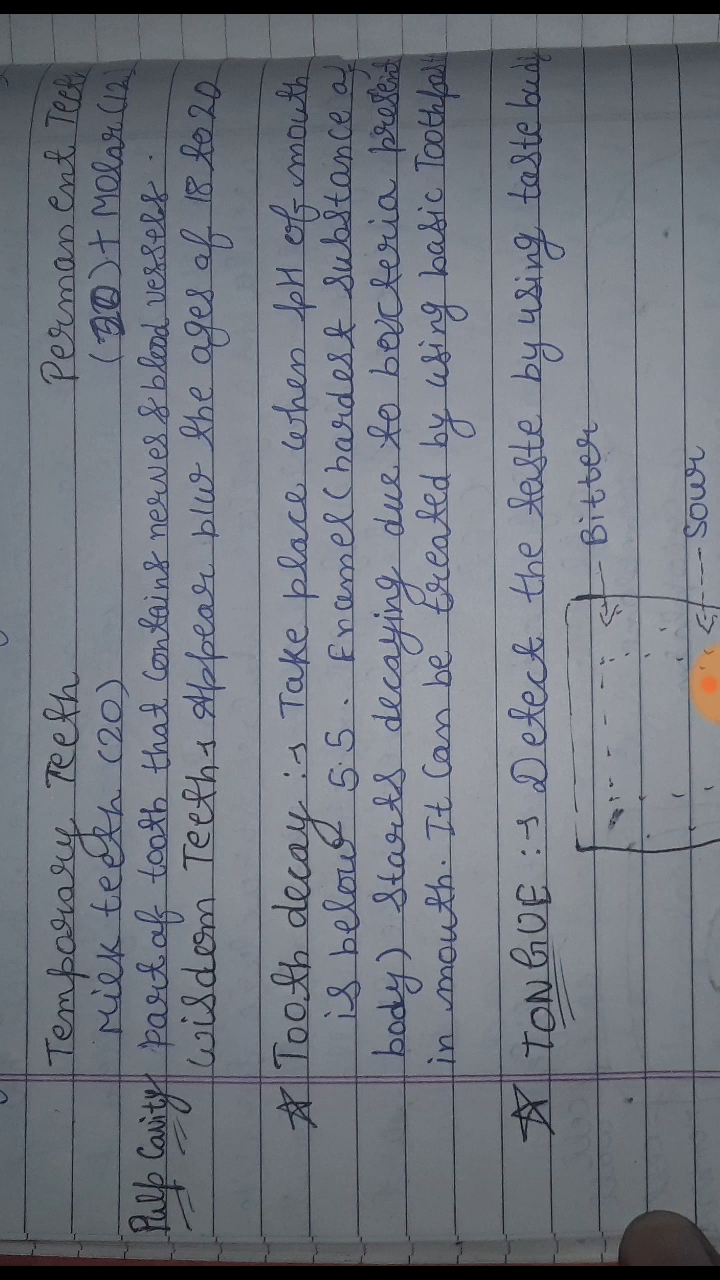 Temporary Teeth Permanent Teeth
Milk teeth (20) (20) + Molar (12)
Pulp Cavity part of tooth that contains nerves & blood vessels.
Wisdom Teeth → Appear b/w the ages of 18 to 20
☆ Tooth decay :→ Take place when pH of mouth
is below 5.5. Enamel (hardest substance of
body) starts decaying due to bacteria present
in mouth. It can be treated by using basic Toothpast
☆ TONGUE :→ Detect the taste by using taste buds
Bitter
Sour